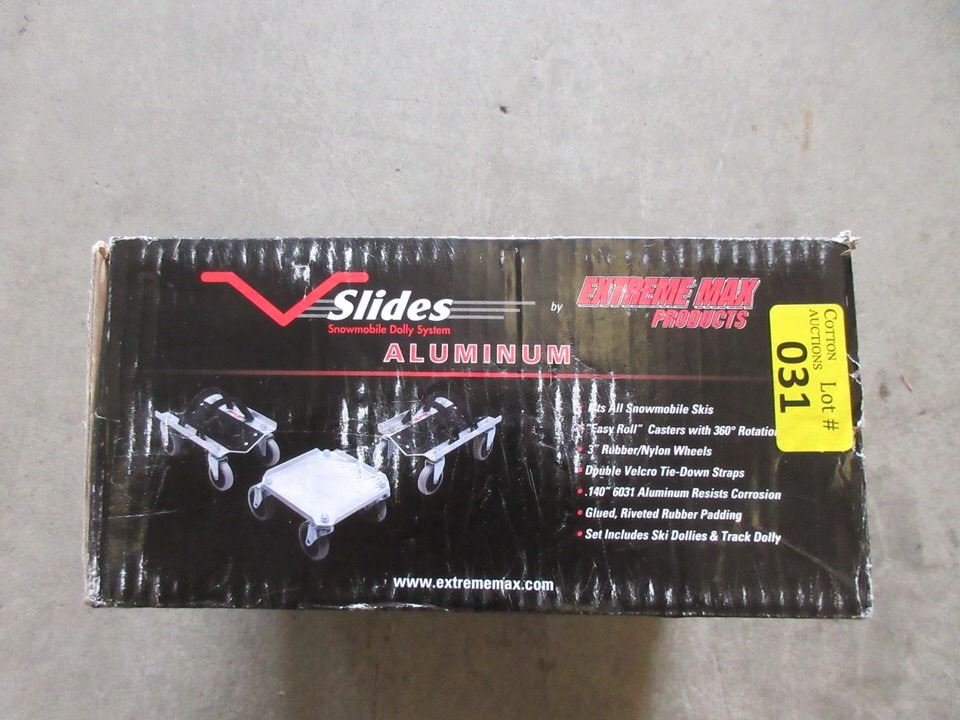 V Slides
by
EXTREME MAX
PRODUCTS
Snowmobile Dolly System
ALUMINUM
COTTON
AUCTIONS
Lot #
031
• Fits All Snowmobile Skis
• "Easy Roll" Casters with 360° Rotation
• 3" Rubber/Nylon Wheels
• Double Velcro Tie-Down Straps
• .140" 6031 Aluminum Resists Corrosion
• Glued, Riveted Rubber Padding
• Set Includes Ski Dollies & Track Dolly
www.extrememax.com